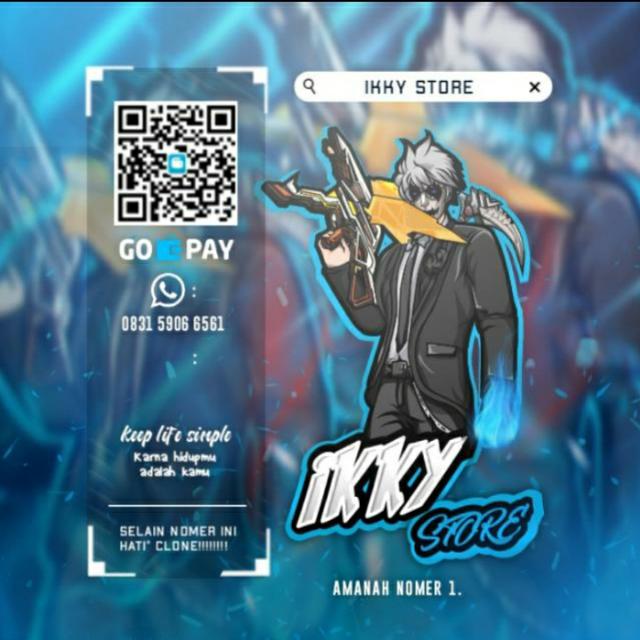 IKKY STORE
GO PAY
:
0831 5906 6561
:
Keep life simple
Karna hidupmu
adalah kamu
SELAIN NOMER INI
HATI" CLONE!!!!!!!!
IKKY
STORE
AMANAH NOMER 1.